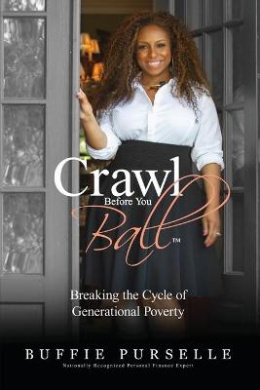 Crawl
Before You
Ball™
Breaking the Cycle of
Generational Poverty
BUFFIE PURSELLE
Nationally Recognized Personal Finance Expert